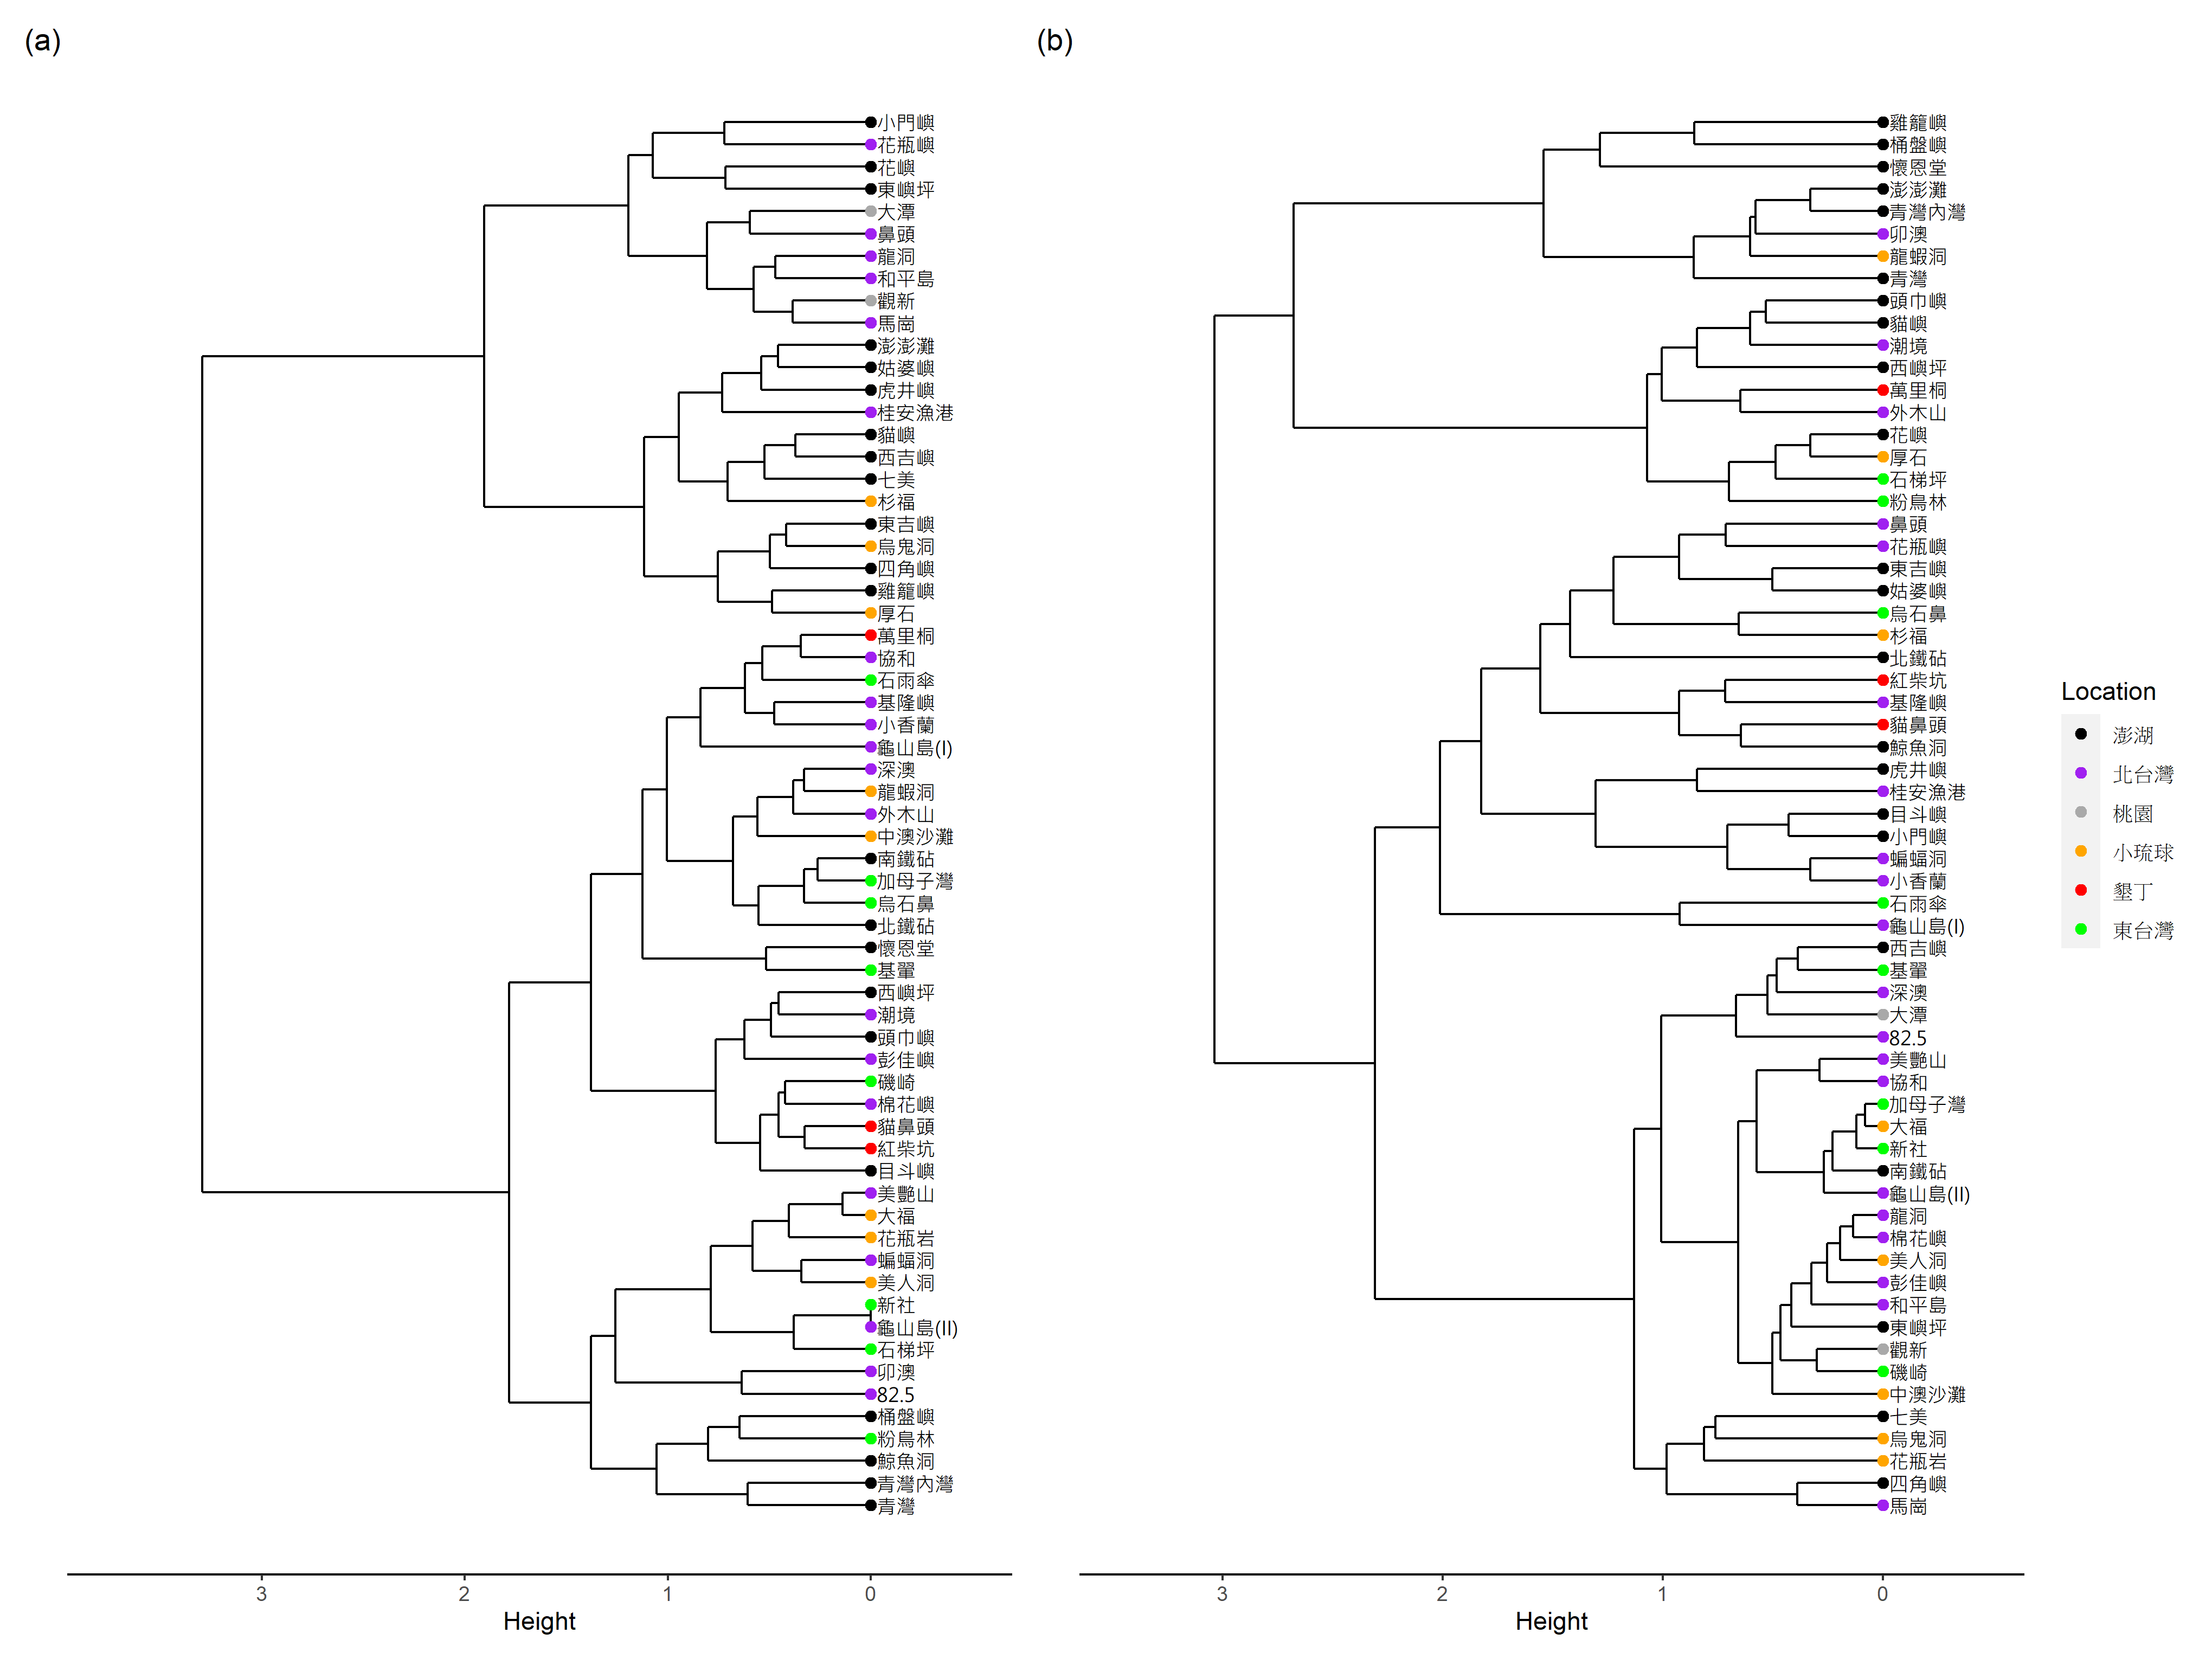 (a)
小門嶼
花瓶嶼
花嶼
東嶼坪
大潭
鼻頭
龍洞
和平島
觀新
馬崗
澎澎灘
姑婆嶼
虎井嶼
桂安漁港
貓嶼
西吉嶼
七美
杉福
東吉嶼
烏鬼洞
四角嶼
雞籠嶼
厚石
萬里桐
協和
石雨傘
基隆嶼
小香蘭
龜山島(I)
深澳
龍蝦洞
外木山
中澳沙灘
南鐵砧
加母子灣
烏石鼻
北鐵砧
懷恩堂
基翬
西嶼坪
潮境
頭巾嶼
彭佳嶼
磯崎
棉花嶼
貓鼻頭
紅柴坑
目斗嶼
美艷山
大福
花瓶岩
蝙蝠洞
美人洞
新社
龜山島(II)
石梯坪
卯澳
82.5
桶盤嶼
粉鳥林
鯨魚洞
青灣內灣
青灣
3 2 1 0
Height
(b)
雞籠嶼
桶盤嶼
懷恩堂
澎澎灘
青灣內灣
卯澳
龍蝦洞
青灣
頭巾嶼
貓嶼
潮境
西嶼坪
萬里桐
外木山
花嶼
厚石
石梯坪
粉鳥林
鼻頭
花瓶嶼
東吉嶼
姑婆嶼
烏石鼻
杉福
北鐵砧
紅柴坑
基隆嶼
貓鼻頭
鯨魚洞
虎井嶼
桂安漁港
目斗嶼
小門嶼
蝙蝠洞
小香蘭
石雨傘
龜山島(I)
西吉嶼
基翬
深澳
大潭
82.5
美艷山
協和
加母子灣
大福
新社
南鐵砧
龜山島(II)
龍洞
棉花嶼
美人洞
彭佳嶼
和平島
東嶼坪
觀新
磯崎
中澳沙灘
七美
烏鬼洞
花瓶岩
四角嶼
馬崗
3 2 1 0
Height
Location
澎湖
北台灣
桃園
小琉球
墾丁
東台灣